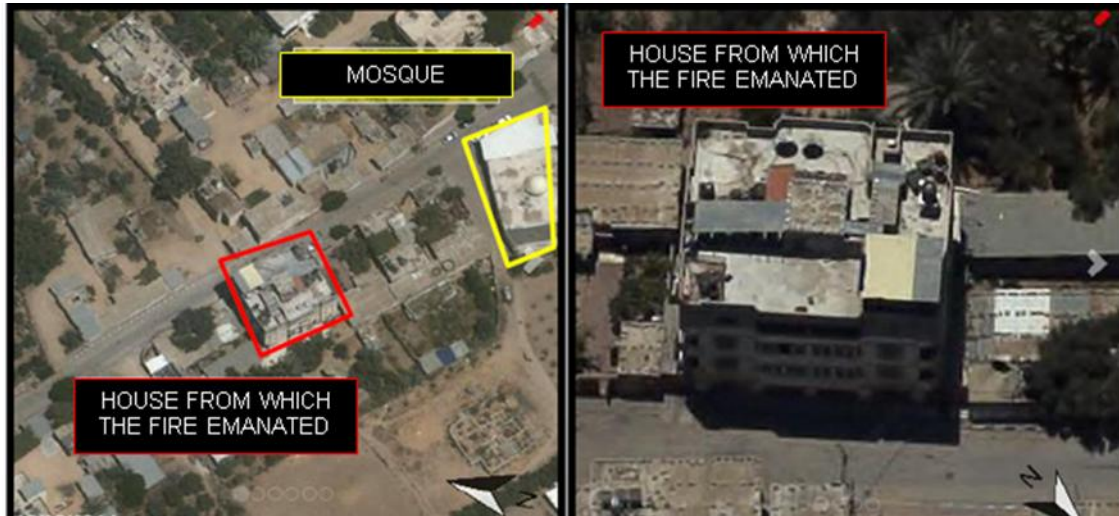 MOSQUE
HOUSE FROM WHICH
THE FIRE EMANATED
N
HOUSE FROM WHICH
THE FIRE EMANATED
N